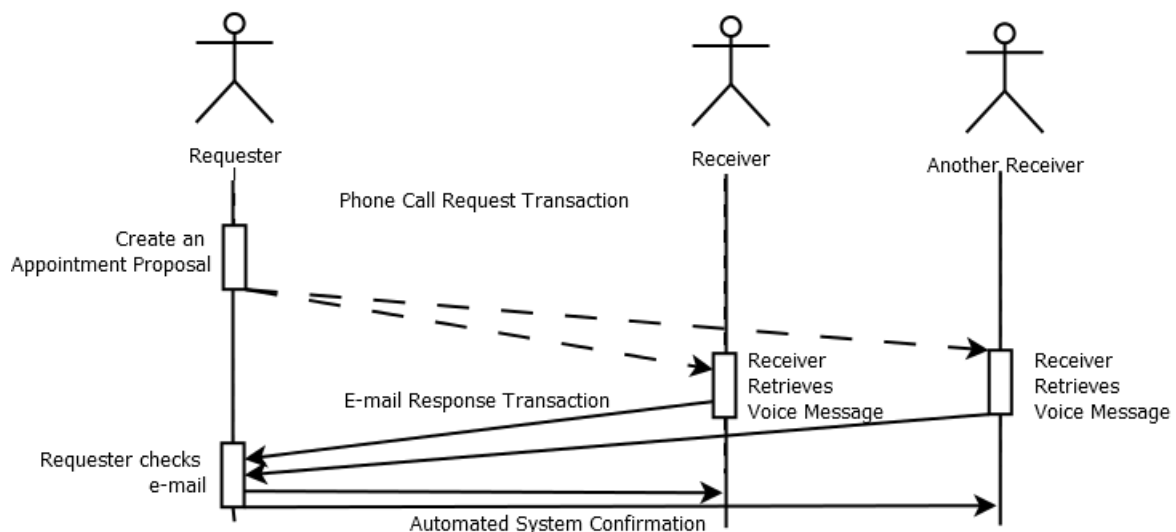 Requester
Receiver
Another Receiver
Phone Call Request Transaction
Create an
Appointment Proposal
Receiver
Retrieves
Voice Message
Receiver
Retrieves
Voice Message
E-mail Response Transaction
Requester checks
e-mail
Automated System Confirmation